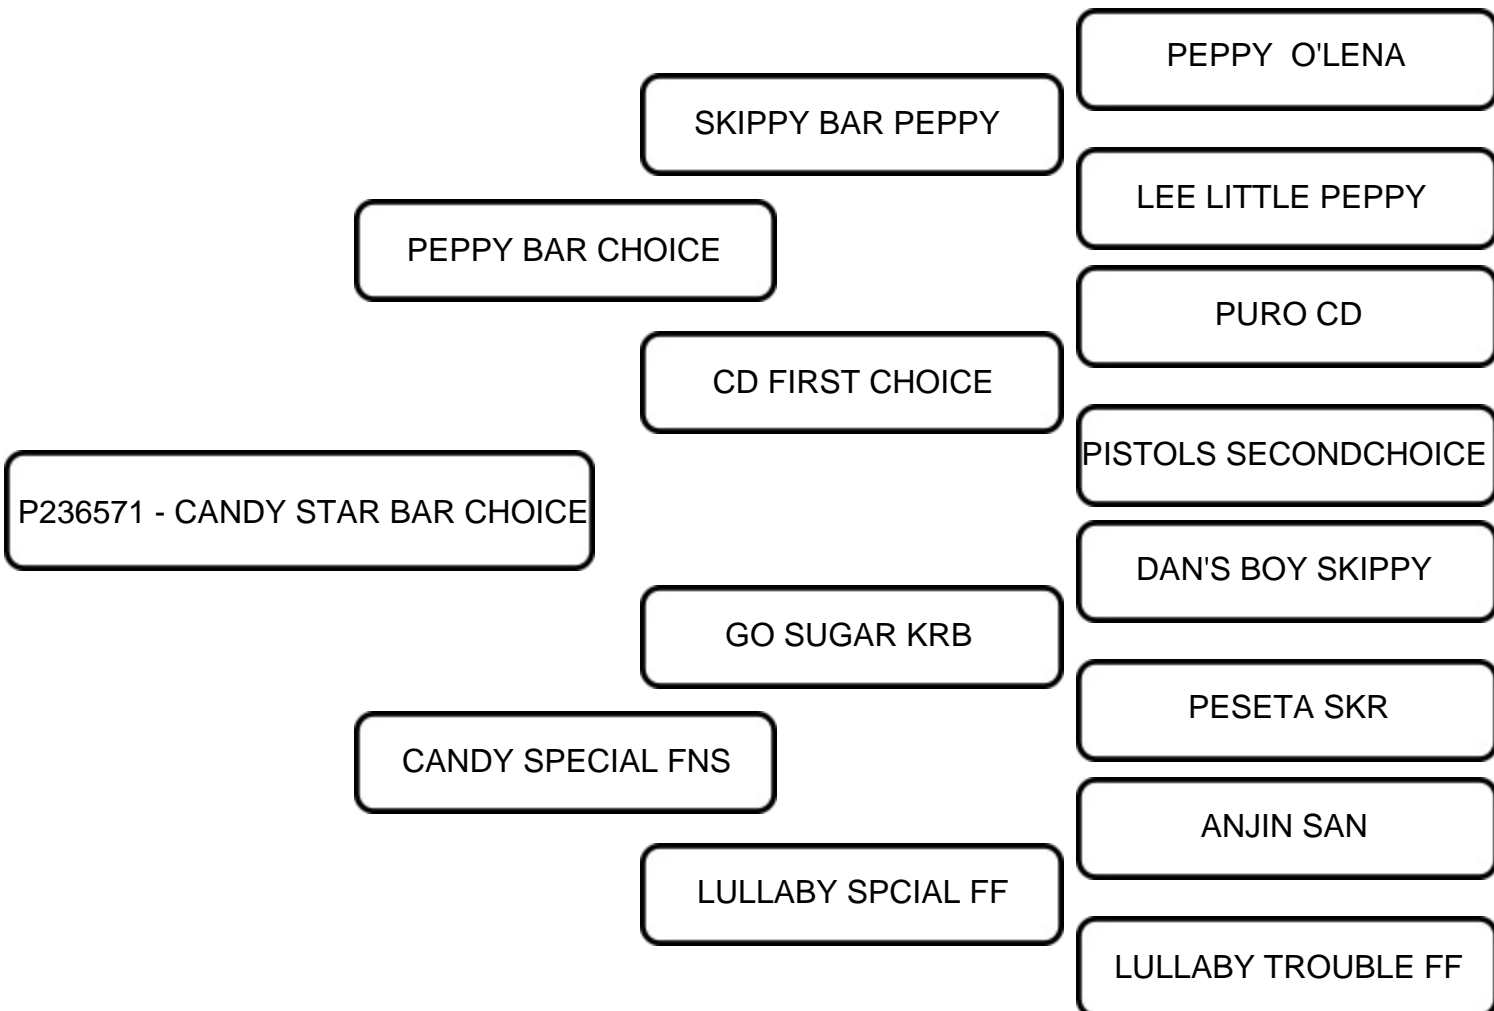 PEPPY  O'LENA
SKIPPY BAR PEPPY
LEE LITTLE PEPPY
PEPPY BAR CHOICE
PURO CD
CD FIRST CHOICE
PISTOLS SECONDCHOICE
P236571 - CANDY STAR BAR CHOICE
DAN'S BOY SKIPPY
GO SUGAR KRB
PESETA SKR
CANDY SPECIAL FNS
ANJIN SAN
LULLABY SPCIAL FF
LULLABY TROUBLE FF